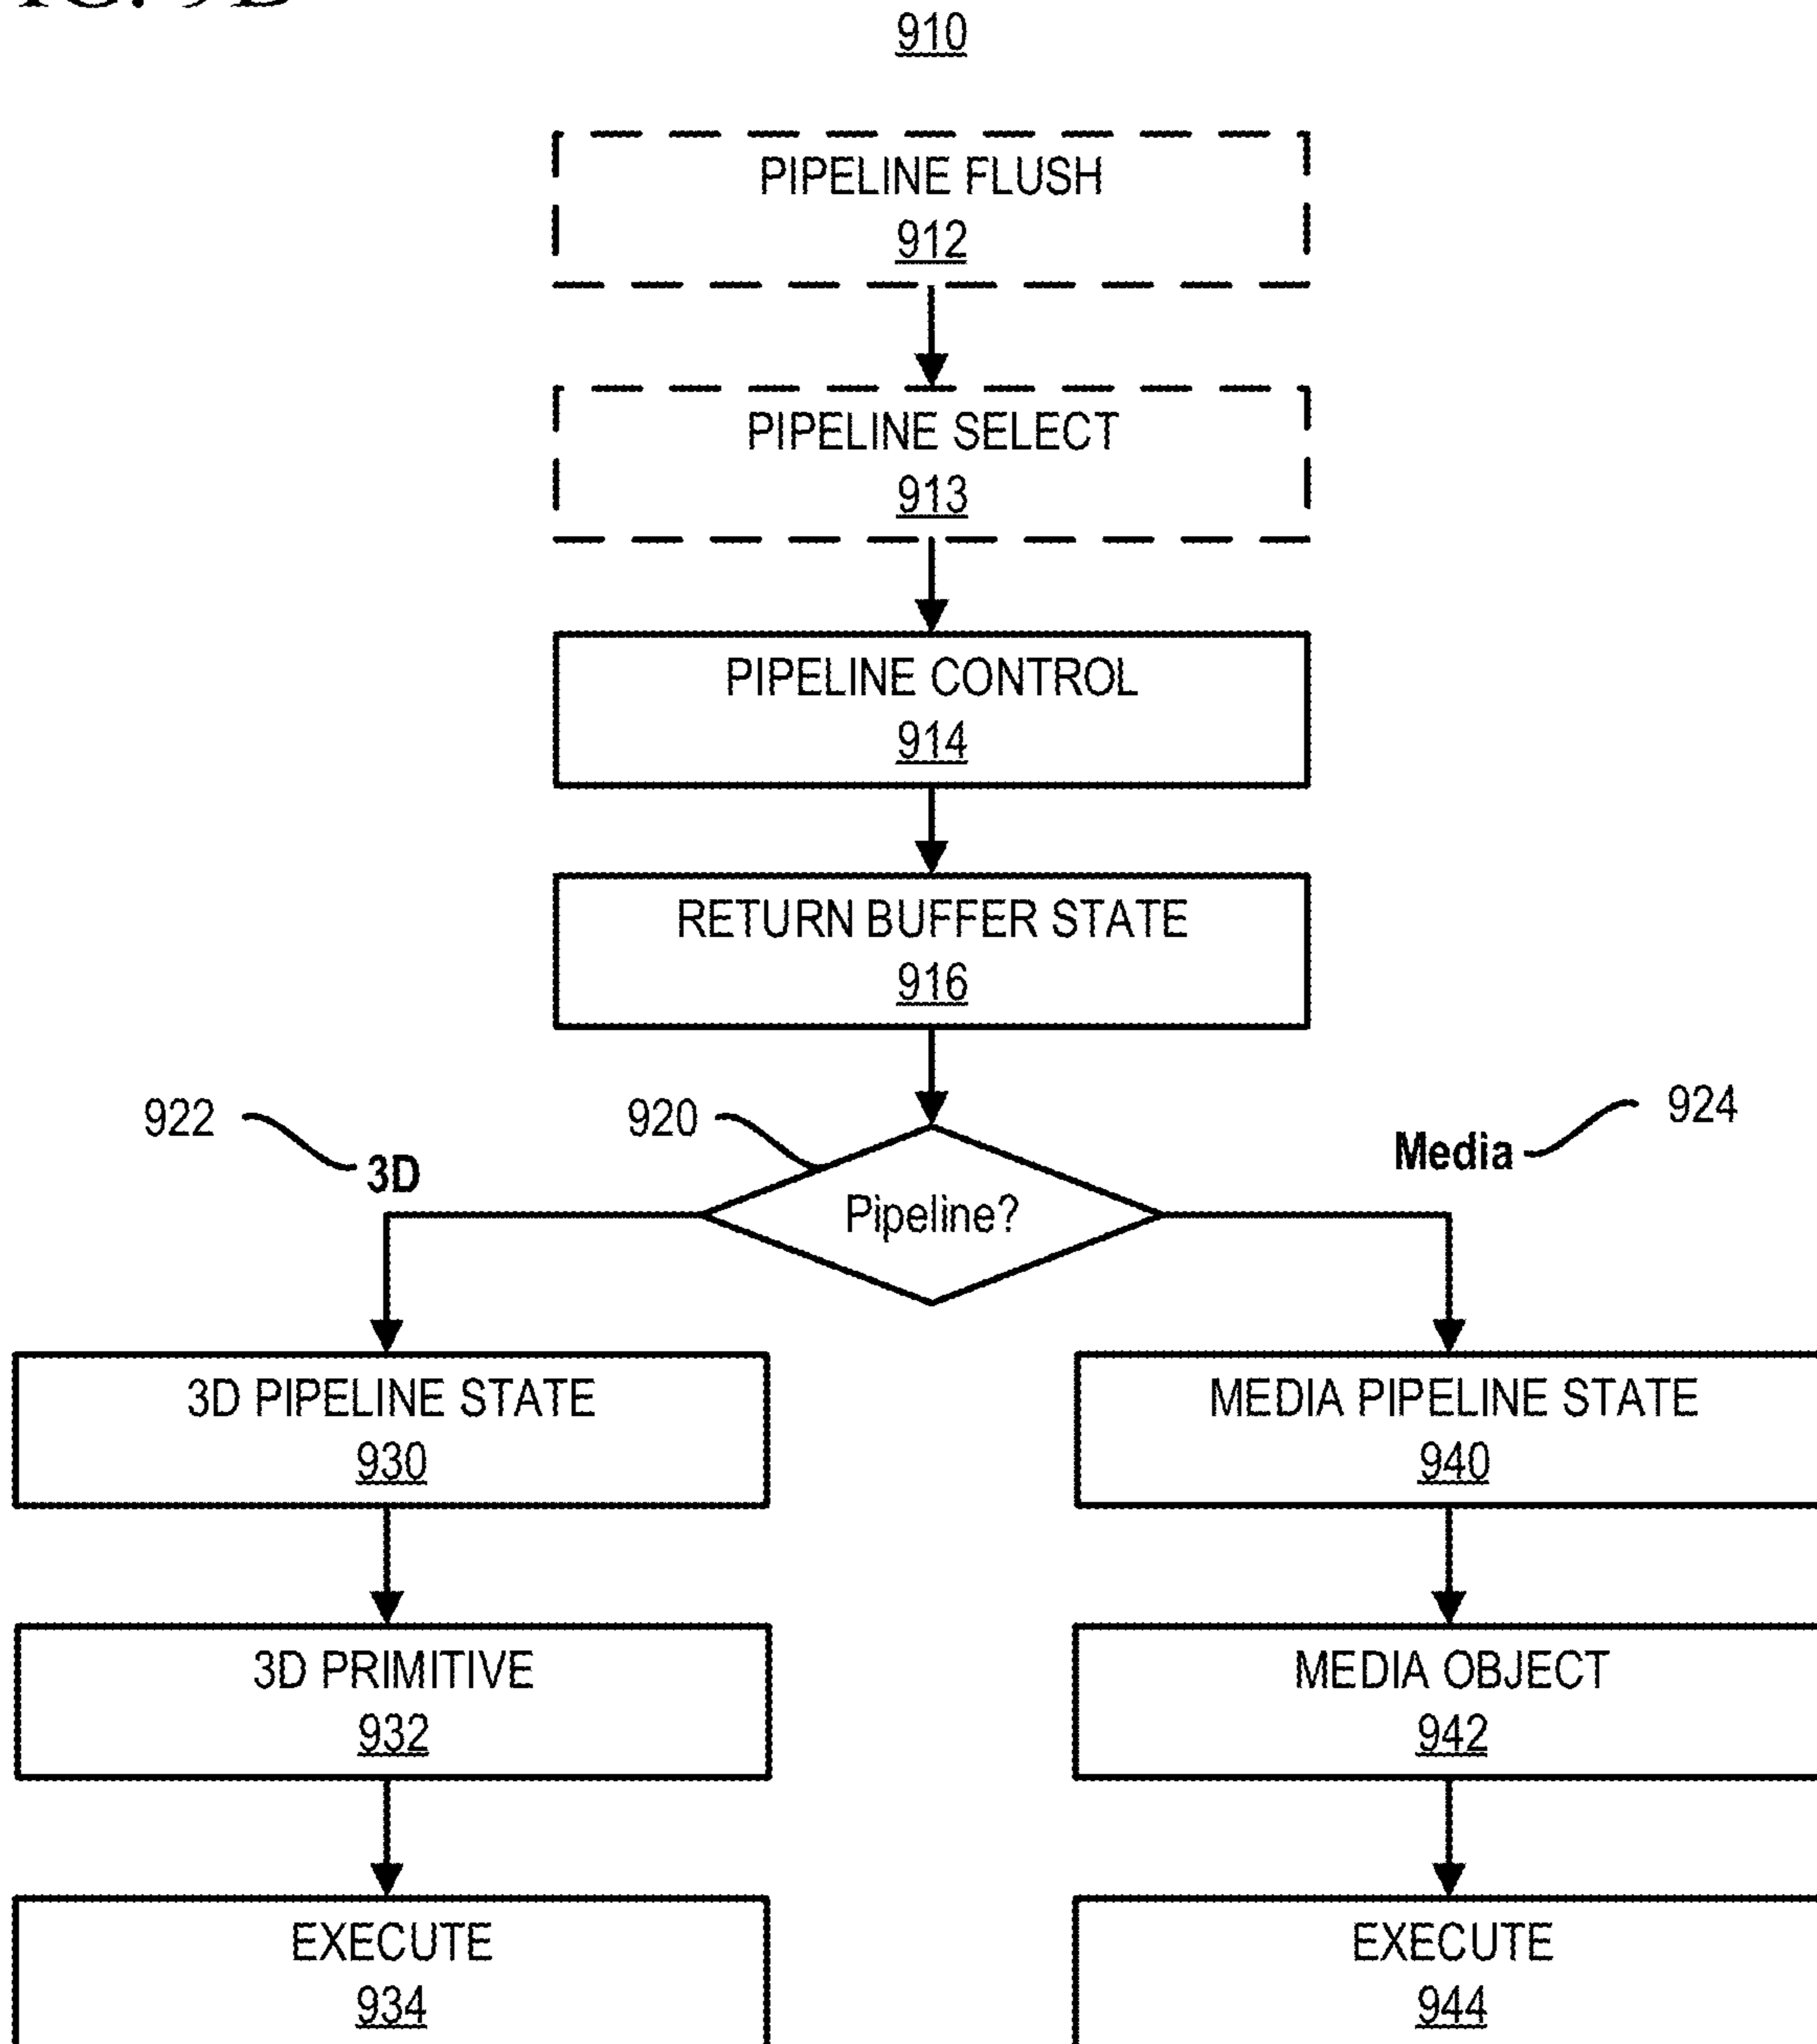 910
PIPELINE FLUSH
912
PIPELINE SELECT
913
PIPELINE CONTROL
914
RETURN BUFFER STATE
916
922
920
924
3D
Media
Pipeline?
3D PIPELINE STATE
930
MEDIA PIPELINE STATE
940
3D PRIMITIVE
932
MEDIA OBJECT
942
EXECUTE
934
EXECUTE
944